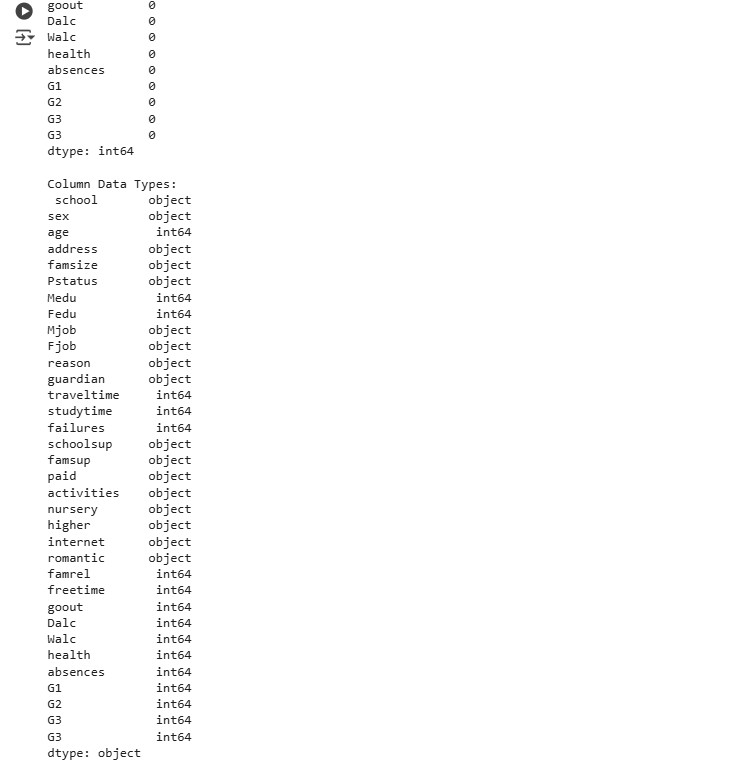 goout 0
Dalc 0
Walc 0
health 0
absences 0
G1 0
G2 0
G3 0
G3 0
dtype: int64

Column Data Types:
school object
sex object
age int64
address object
famsize object
Pstatus object
Medu int64
Fedu int64
Mjob object
Fjob object
reason object
guardian object
traveltime int64
studytime int64
failures int64
schoolsup object
famsup object
paid object
activities object
nursery object
higher object
internet object
romantic object
famrel int64
freetime int64
goout int64
Dalc int64
Walc int64
health int64
absences int64
G1 int64
G2 int64
G3 int64
G3 int64
dtype: object